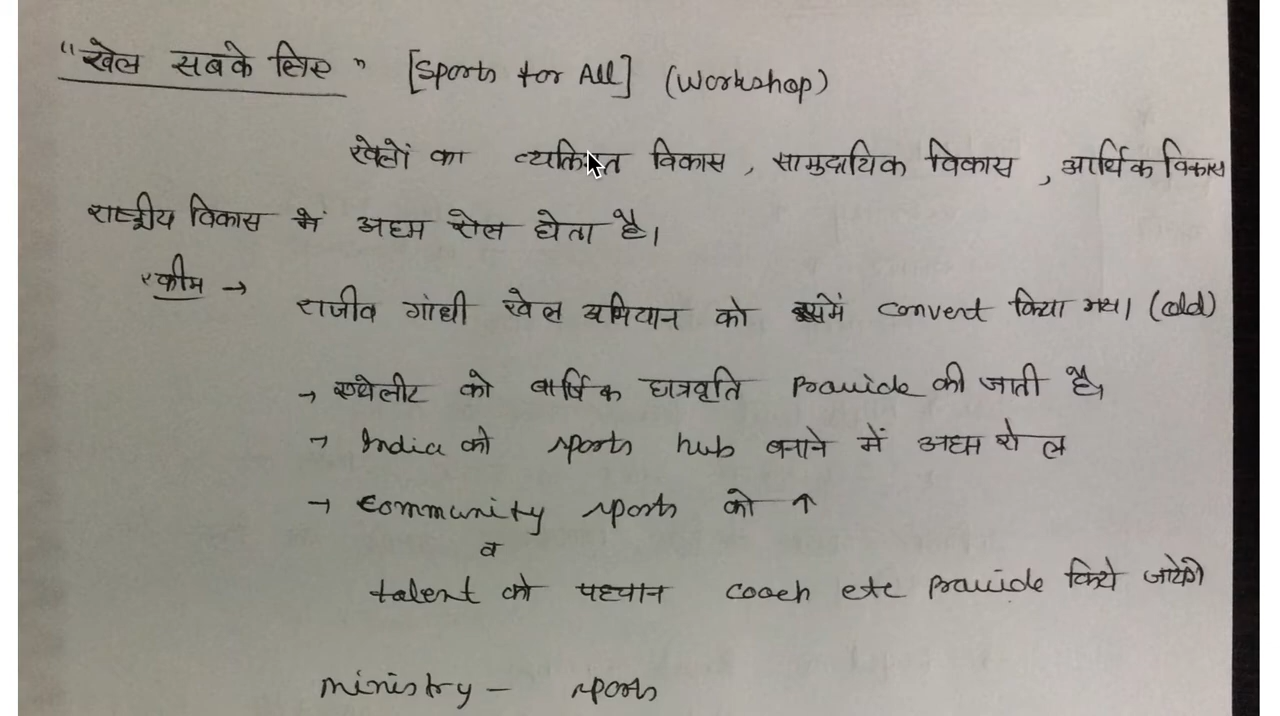 "खेल सबके लिए" [Sports for All] (Workshop)
खेलों का व्यक्तिगत विकास, सामुदायिक विकास, आर्थिक विकास
राष्ट्रीय विकास में अहम रोल होता है।
स्कीम →
राजीव गांधी खेल अभियान को इसमें convert किया गया। (old)
→ एथेलीट को वार्षिक छात्रवृति Provide की जाती है,
→ India को sports hub बनाने में अहम रोल
→ Community sports को ↑
व
talent को पहचान coach etc Provide किये जायेंगे
ministry – sports